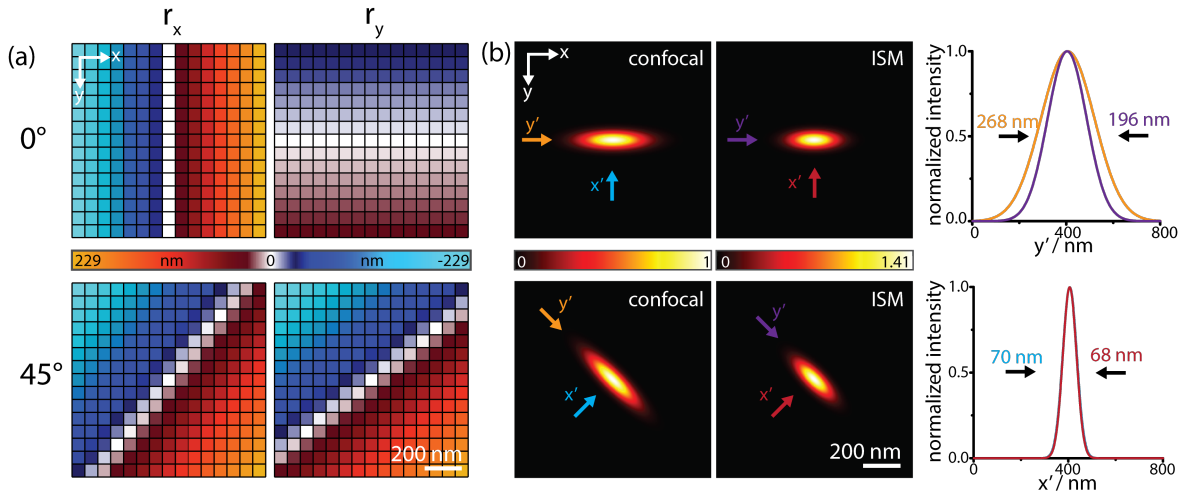 (a)
r_x
r_y
x
y
0°
229 nm 0 nm -229
45°
200 nm
(b)
x
y
confocal
y'
x'
ISM
y'
x'
0 1
0 1.41
confocal
y'
x'
ISM
y'
x'
200 nm
normalized intensity
1.0
0.5
0.0
268 nm
196 nm
0 400 800
y' / nm
normalized intensity
1.0
0.5
0.0
70 nm
68 nm
0 400 800
x' / nm